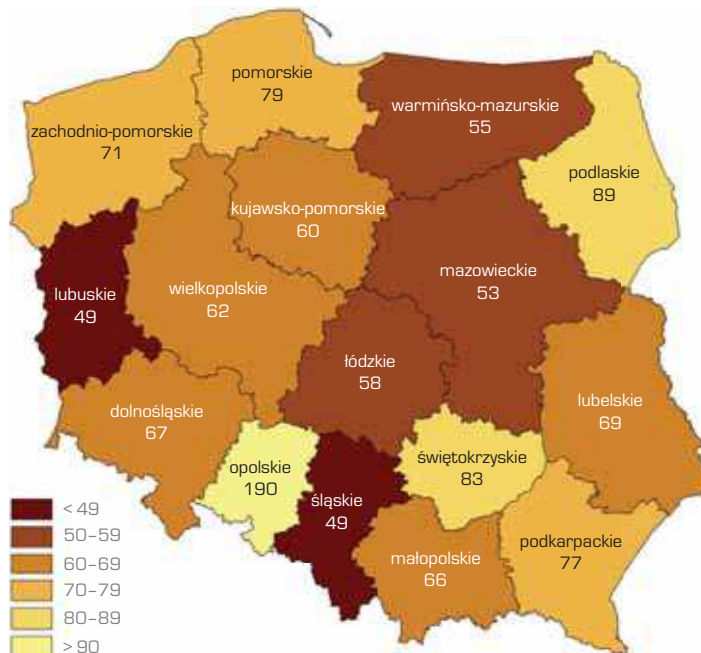 pomorskie
79
warmińsko-mazurskie
55
zachodnio-pomorskie
71
podlaskie
89
kujawsko-pomorskie
60
mazowieckie
53
lubuskie
49
wielkopolskie
62
łódzkie
58
lubelskie
69
dolnośląskie
67
opolskie
190
śląskie
49
świętokrzyskie
83
małopolskie
66
podkarpackie
77
< 49
50–59
60–69
70–79
80–89
> 90